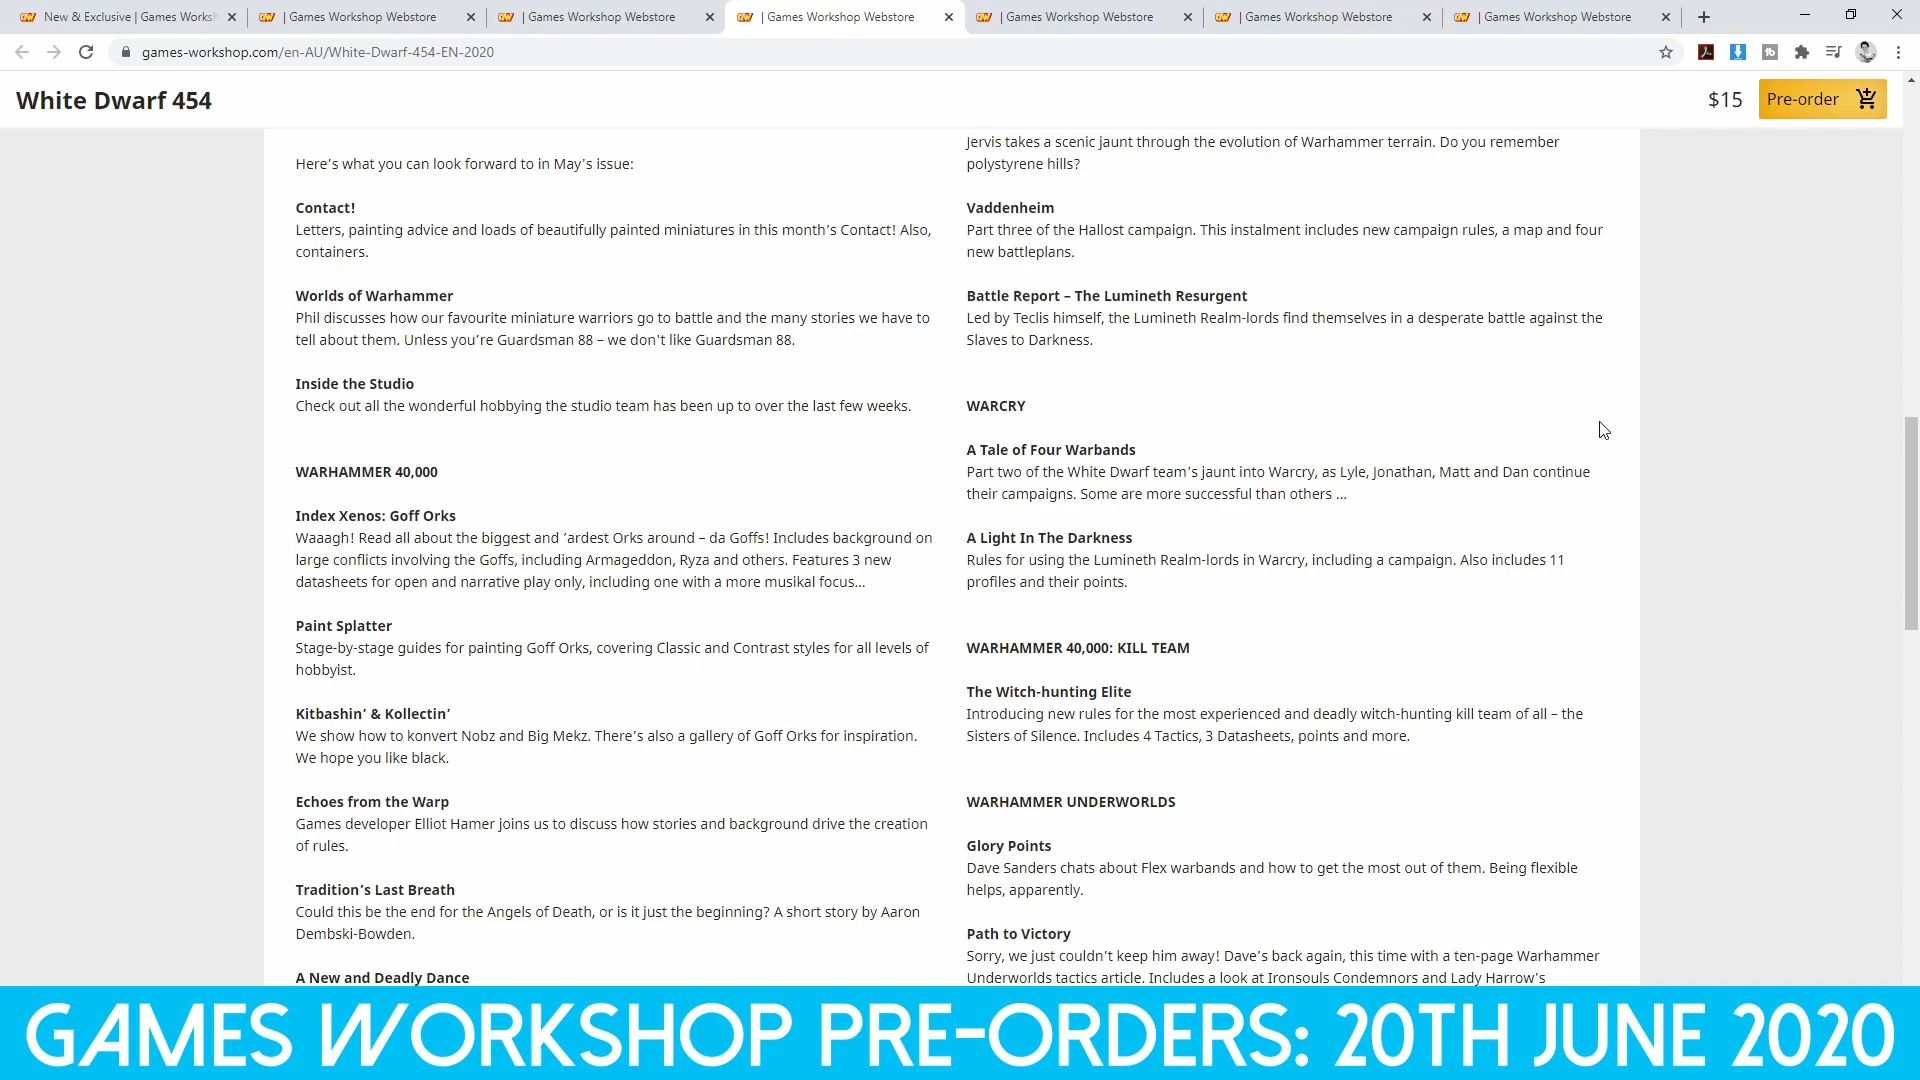 New & Exclusive | Games Works
| Games Workshop Webstore
| Games Workshop Webstore
| Games Workshop Webstore
| Games Workshop Webstore
| Games Workshop Webstore
| Games Workshop Webstore
games-workshop.com/en-AU/White-Dwarf-454-EN-2020
White Dwarf 454
$15
Pre-order
Here’s what you can look forward to in May's issue:
Contact!
Letters, painting advice and loads of beautifully painted miniatures in this month’s Contact! Also,
containers.
Worlds of Warhammer
Phil discusses how our favourite miniature warriors go to battle and the many stories we have to
tell about them. Unless you’re Guardsman 88 – we don't like Guardsman 88.
Inside the Studio
Check out all the wonderful hobbying the studio team has been up to over the last few weeks.
WARHAMMER 40,000
Index Xenos: Goff Orks
Waaagh! Read all about the biggest and ’ardest Orks around – da Goffs! Includes background on
large conflicts involving the Goffs, including Armageddon, Ryza and others. Features 3 new
datasheets for open and narrative play only, including one with a more musikal focus...
Paint Splatter
Stage-by-stage guides for painting Goff Orks, covering Classic and Contrast styles for all levels of
hobbyist.
Kitbashin’ & Kollectin’
We show how to konvert Nobz and Big Mekz. There’s also a gallery of Goff Orks for inspiration.
We hope you like black.
Echoes from the Warp
Games developer Elliot Hamer joins us to discuss how stories and background drive the creation
of rules.
Tradition’s Last Breath
Could this be the end for the Angels of Death, or is it just the beginning? A short story by Aaron
Dembski-Bowden.
A New and Deadly Dance
Jervis takes a scenic jaunt through the evolution of Warhammer terrain. Do you remember
polystyrene hills?
Vaddenheim
Part three of the Hallost campaign. This instalment includes new campaign rules, a map and four
new battleplans.
Battle Report – The Lumineth Resurgent
Led by Teclis himself, the Lumineth Realm-lords find themselves in a desperate battle against the
Slaves to Darkness.
WARCRY
A Tale of Four Warbands
Part two of the White Dwarf team's jaunt into Warcry, as Lyle, Jonathan, Matt and Dan continue
their campaigns. Some are more successful than others ...
A Light In The Darkness
Rules for using the Lumineth Realm-lords in Warcry, including a campaign. Also includes 11
profiles and their points.
WARHAMMER 40,000: KILL TEAM
The Witch-hunting Elite
Introducing new rules for the most experienced and deadly witch-hunting kill team of all – the
Sisters of Silence. Includes 4 Tactics, 3 Datasheets, points and more.
WARHAMMER UNDERWORLDS
Glory Points
Dave Sanders chats about Flex warbands and how to get the most out of them. Being flexible
helps, apparently.
Path to Victory
Sorry, we just couldn’t keep him away! Dave’s back again, this time with a ten-page Warhammer
Underworlds tactics article. Includes a look at Ironsouls Condemnors and Lady Harrow's
GAMES WORKSHOP PRE-ORDERS: 20TH JUNE 2020